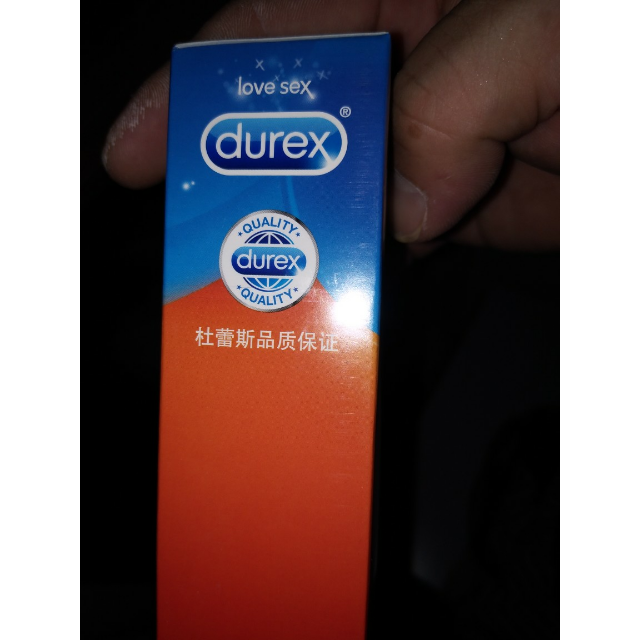 love sex
durex®
QUALITY
durex
QUALITY
杜蕾斯品质保证